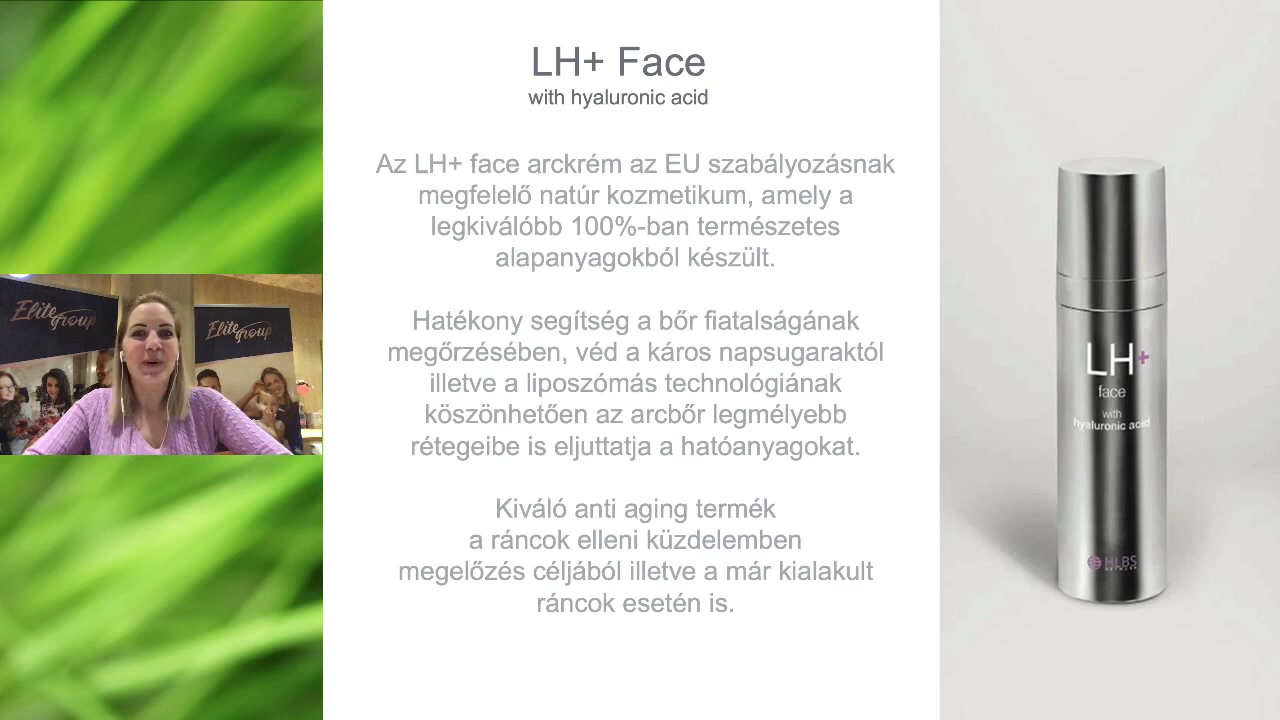 LH+ Face
with hyaluronic acid
Az LH+ face arckrém az EU szabályozásnak
megfelelő natúr kozmetikum, amely a
legkiválóbb 100%-ban természetes
alapanyagokból készült.
Hatékony segítség a bőr fiatalságának
megőrzésében, véd a káros napsugaraktól
illetve a liposzómás technológiának
köszönhetően az arcbőr legmélyebb
rétegeibe is eljuttatja a hatóanyagokat.
Kiváló anti aging termék
a ráncok elleni küzdelemben
megelőzés céljából illetve a már kialakult
ráncok esetén is.
Elite group
Elite group
LH+
face
with
hyaluronic acid
HLBS
NETWORK